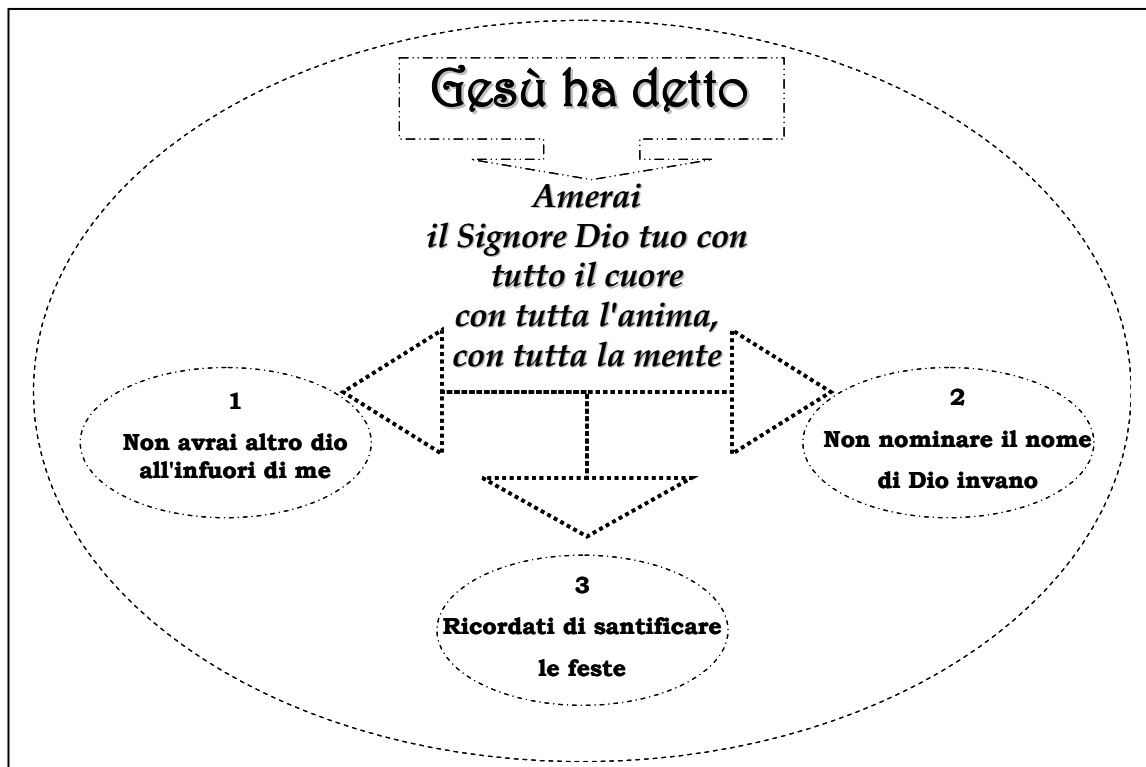 Gesù ha detto
Amerai
il Signore Dio tuo con
tutto il cuore
con tutta l'anima,
con tutta la mente
1
Non avrai altro dio
all'infuori di me
2
Non nominare il nome
di Dio invano
3
Ricordati di santificare
le feste